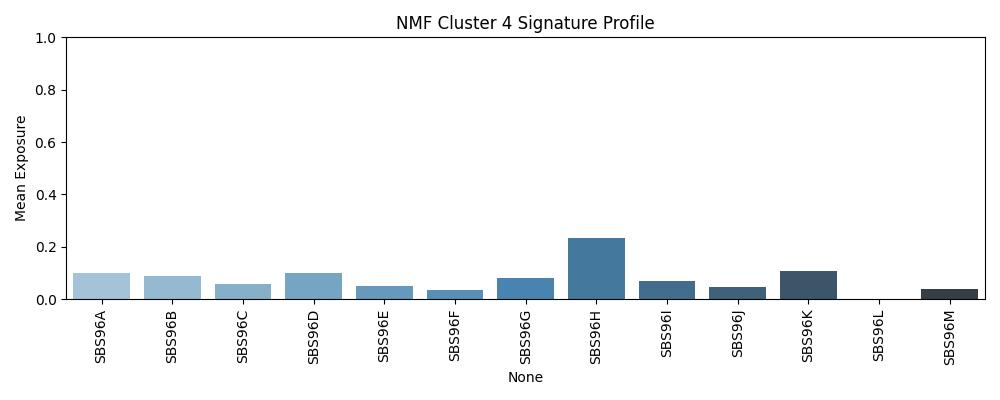 NMF Cluster 4 Signature Profile
Mean Exposure
1.0
0.8
0.6
0.4
0.2
0.0
SBS96A
SBS96B
SBS96C
SBS96D
SBS96E
SBS96F
SBS96G
SBS96H
SBS96I
SBS96J
SBS96K
SBS96L
SBS96M
None